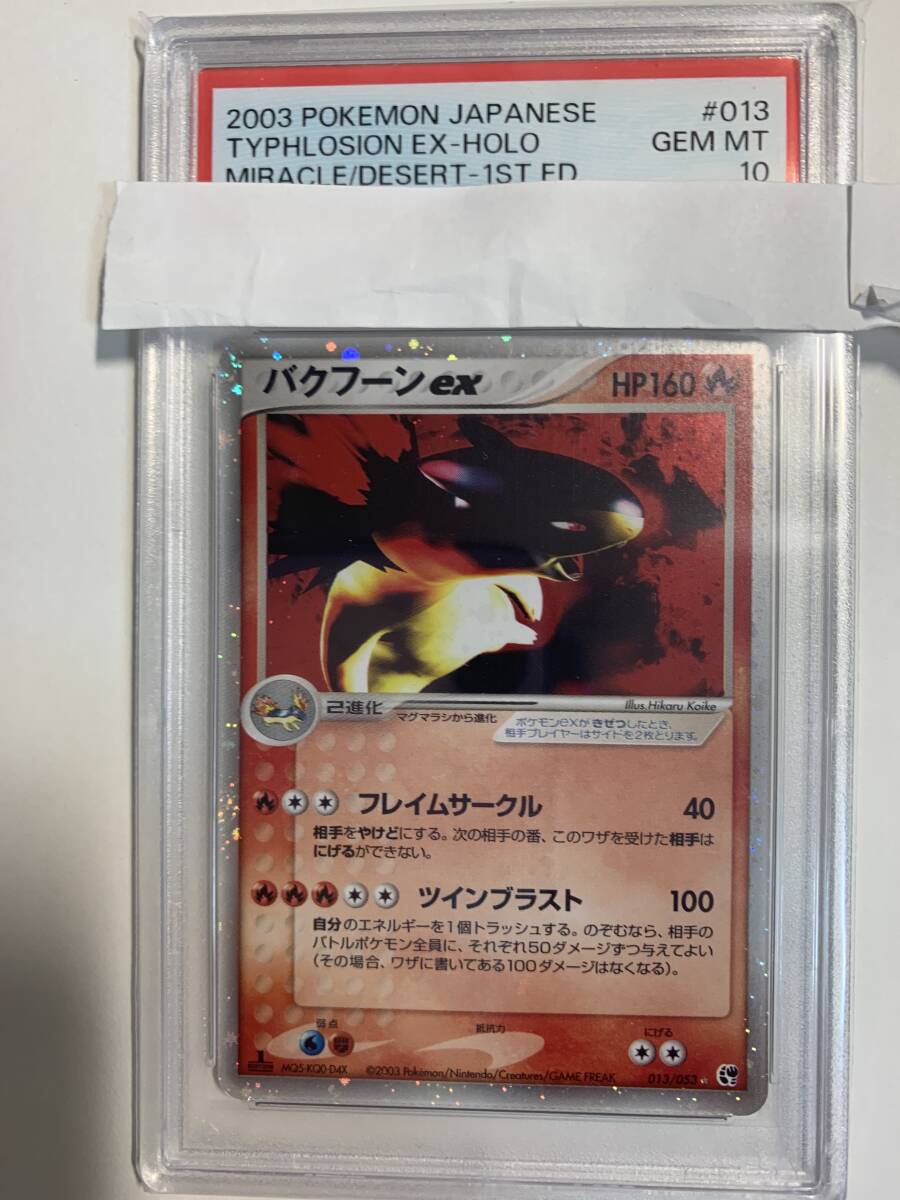 2003 POKEMON JAPANESE #013
TYPHLOSION EX-HOLO GEM MT
MIRACLE/DESERT-1ST ED 10
バクフーンex HP160
2進化
マグマラシから進化
Illus.Hikaru Koike
ポケモンexがきぜつしたとき、
相手プレイヤーはサイドを2枚とります。
フレイムサークル 40
相手をやけどにする。次の相手の番、このワザを受けた相手は
にげるができない。
ツインブラスト 100
自分のエネルギーを1個トラッシュする。のぞむなら、相手の
バトルポケモン全員に、それぞれ50ダメージずつ与えてよい
(その場合、ワザに書いてある100ダメージはなくなる)。
弱点 抵抗力 にげる
1 EDITION
MQ5-KQ0-D4X ©2003 Pokémon/Nintendo/Creatures/GAME FREAK 013/053